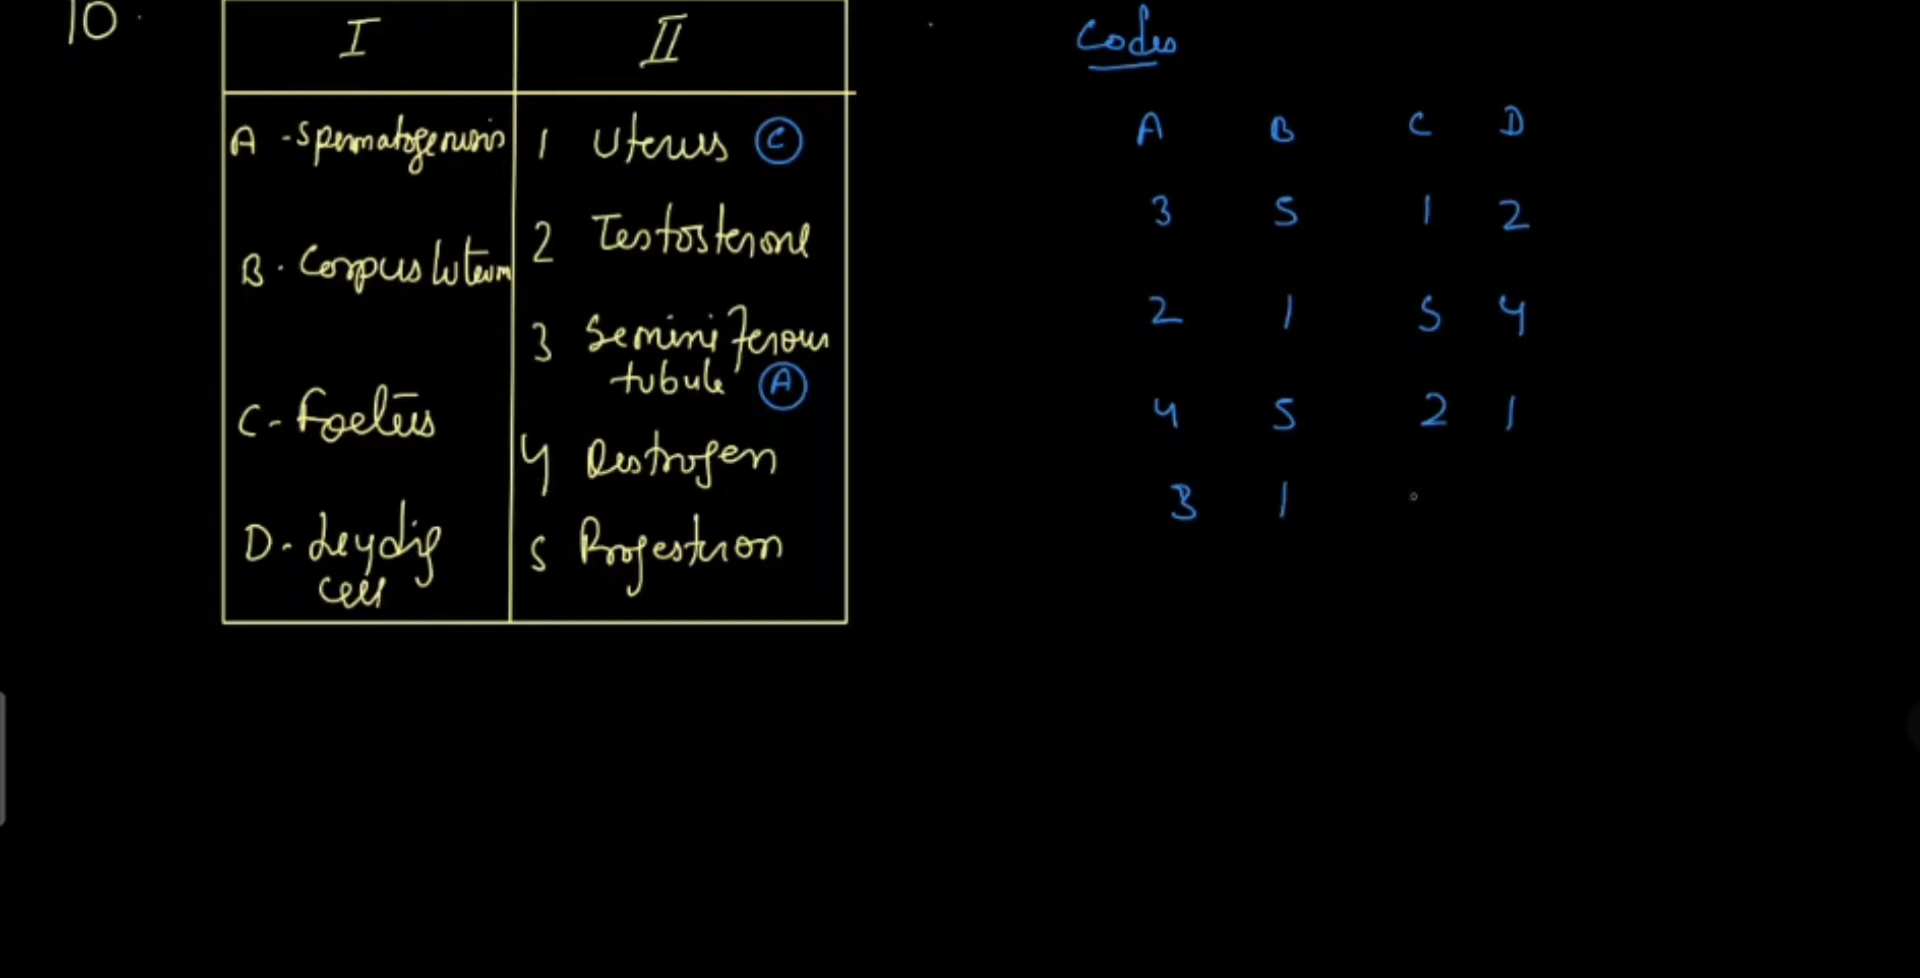 10.
I II
A - Spermatogenesis 1 Uterus C
B. Corpus luteum 2 Testosterone
3 Seminiferous
tubule A
C- Foetus 4 Oestrogen
D. Leydig 5 Progestron
cell
Codes
A B C D
3 5 1 2
2 1 5 4
4 5 2 1
3 1